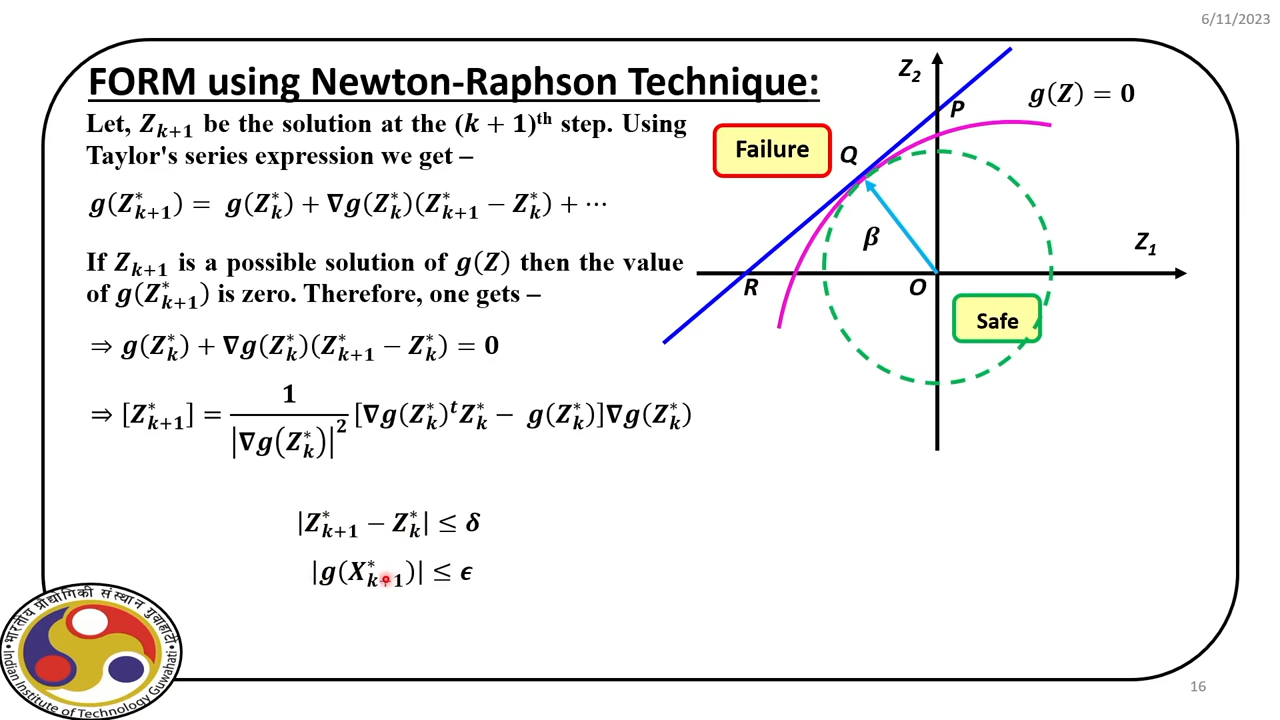 6/11/2023
FORM using Newton-Raphson Technique:
Let, Z_{k+1} be the solution at the (k + 1)^{th} step. Using
Taylor's series expression we get –
g(Z^*_{k+1}) = g(Z^*_k) + ∇g(Z^*_k)(Z^*_{k+1} − Z^*_k) + ⋯
If Z_{k+1} is a possible solution of g(Z) then the value
of g(Z^*_{k+1}) is zero. Therefore, one gets –
⇒ g(Z^*_k) + ∇g(Z^*_k)(Z^*_{k+1} − Z^*_k) = 0
⇒ [Z^*_{k+1}] = \frac{1}{|∇g(Z^*_k)|^2} [∇g(Z^*_k)^t Z^*_k − g(Z^*_k)]∇g(Z^*_k)
|Z^*_{k+1} − Z^*_k| ≤ δ
|g(X^*_{k+1})| ≤ ϵ
Z_2
P
g(Z) = 0
Failure
Q
β
Z_1
R
O
Safe
भारतीय प्रौद्योगिकी संस्थान गुवाहाटी
Indian Institute of Technology Guwahati
16